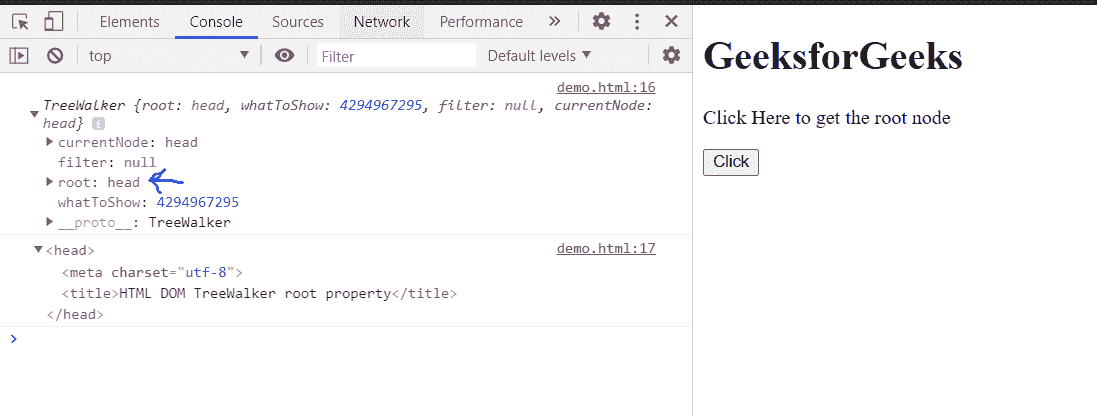 Elements Console Sources Network Performance »
top Filter Default levels
demo.html:16
TreeWalker {root: head, whatToShow: 4294967295, filter: null, currentNode:
head} i
currentNode: head
filter: null
root: head
whatToShow: 4294967295
__proto__: TreeWalker
<head> demo.html:17
<meta charset="utf-8">
<title>HTML DOM TreeWalker root property</title>
</head>
GeeksforGeeks
Click Here to get the root node
Click